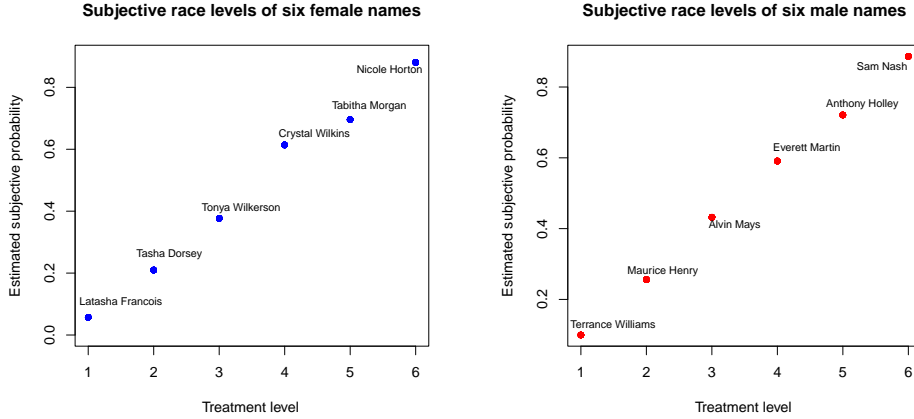 Subjective race levels of six female names
Estimated subjective probability
0.8
0.6
0.4
0.2
0.0
Nicole Horton
Tabitha Morgan
Crystal Wilkins
Tonya Wilkerson
Tasha Dorsey
Latasha Francois
1 2 3 4 5 6
Treatment level
Subjective race levels of six male names
Estimated subjective probability
0.8
0.6
0.4
0.2
Sam Nash
Anthony Holley
Everett Martin
Alvin Mays
Maurice Henry
Terrance Williams
1 2 3 4 5 6
Treatment level